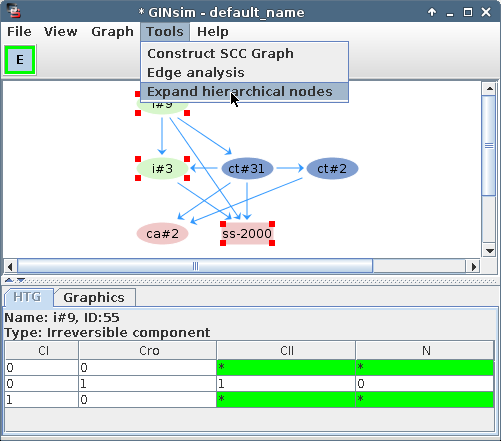 * GINsim - default_name
File View Graph Tools Help
E
Construct SCC Graph
Edge analysis
Expand hierarchical nodes
i#9
i#3 ct#31 ct#2
ca#2 ss-2000
HTG Graphics
Name: i#9, ID:55
Type: Irreversible component
CI Cro CII N
0 0 * *
0 1 1 0
1 0 * *